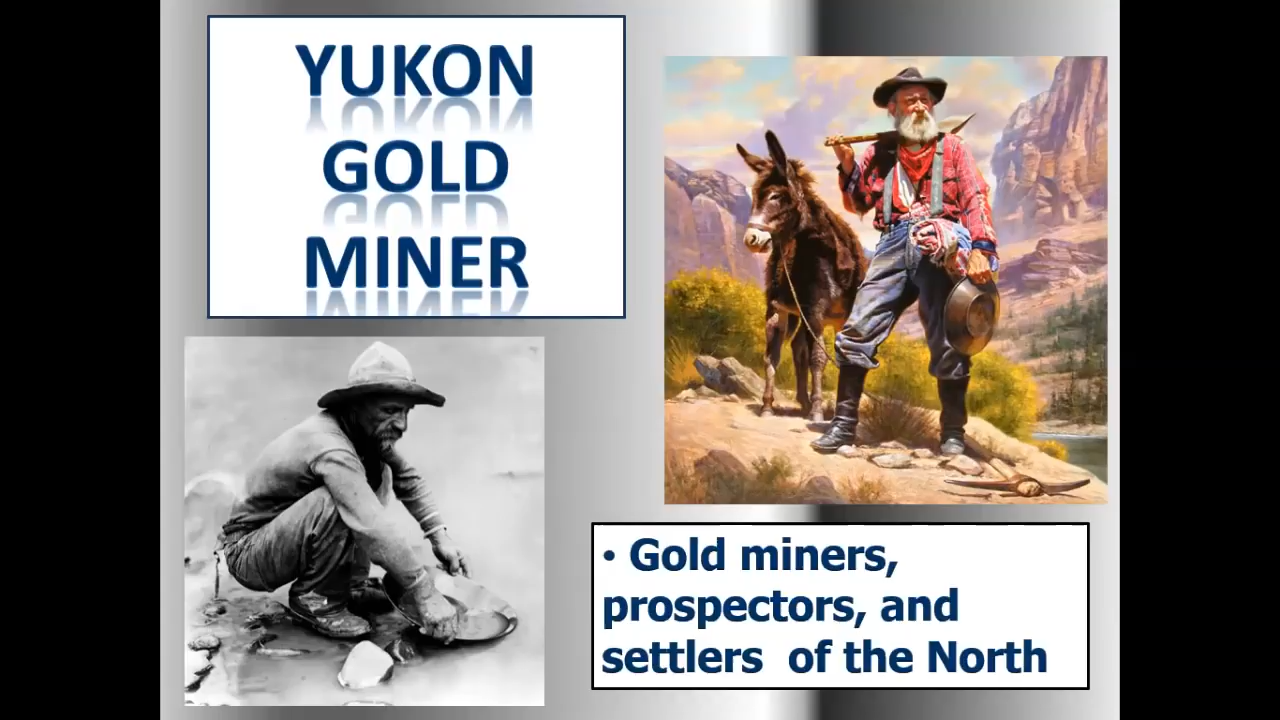 YUKON
GOLD
MINER
• Gold miners,
prospectors, and
settlers  of the North